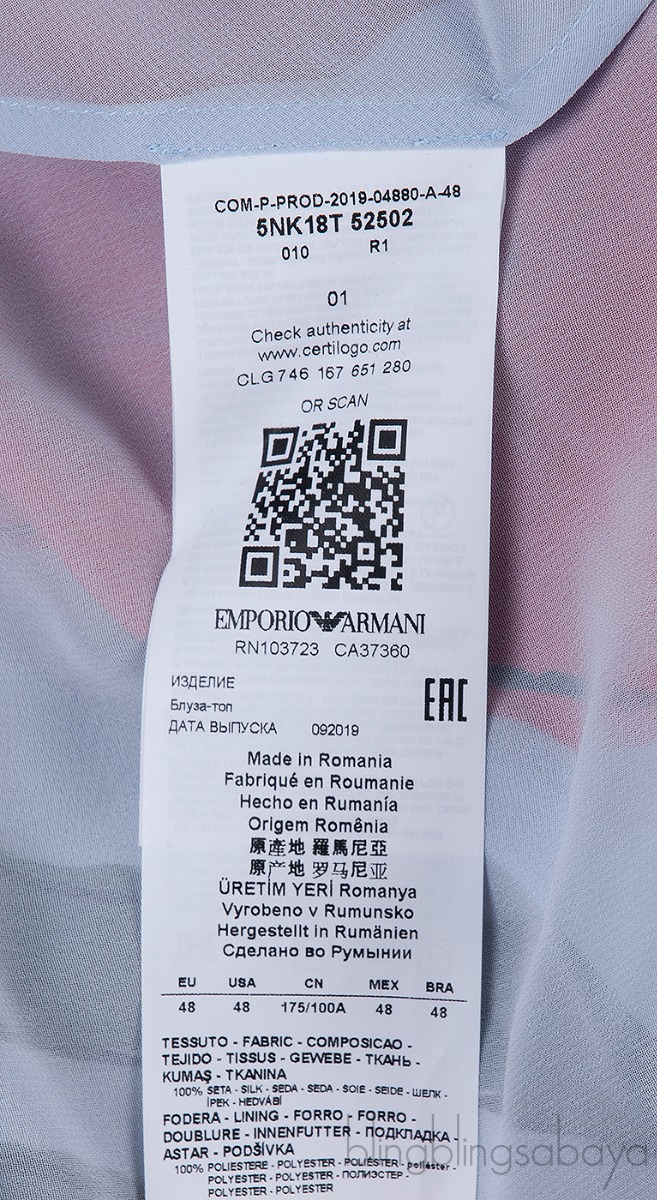 COM-P-PROD-2019-04880-A-48
5NK18T 52502
010 R1
01
Check authenticity at
www.certilogo.com
CLG 746 167 651 280
OR SCAN
EMPORIO ARMANI
RN103723 CA37360
ИЗДЕЛИЕ
Блуза-топ
ДАТА ВЫПУСКА 092019
EAC
Made in Romania
Fabriqué en Roumanie
Hecho en Rumanía
Origem Romênia
原產地 羅馬尼亞
原产地 罗马尼亚
ÜRETİM YERİ Romanya
Vyrobeno v Rumunsko
Hergestellt in Rumänien
Сделано во Румынии
EU USA CN MEX BRA
48 48 175/100A 48 48
TESSUTO - FABRIC - COMPOSICAO -
TEJIDO - TISSUS - GEWEBE - ТКАНЬ -
KUMAŞ - TKANINA
100% SETA - SILK - SEDA - SEDA - SOIE - SEIDE - ШЕЛК -
İPEK - HEDVÁBÍ
FODERA - LINING - FORRO - FORRO -
DOUBLURE - INNENFUTTER - ПОДКЛАДКА -
ASTAR - PODŠÍVKA
100% POLIESTERE - POLYESTER - POLIÉSTER - poliéster -
POLYESTER - POLYESTER - ПОЛИЭСТЕР -
POLYESTER - POLYESTER
blingblingsabaya